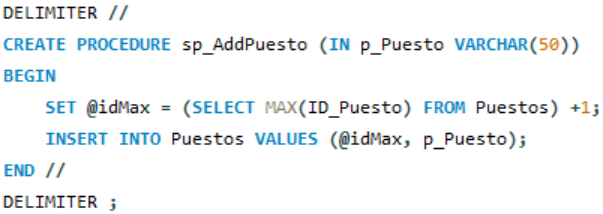 DELIMITER //
CREATE PROCEDURE sp_AddPuesto (IN p_Puesto VARCHAR(50))
BEGIN
    SET @idMax = (SELECT MAX(ID_Puesto) FROM Puestos) +1;
    INSERT INTO Puestos VALUES (@idMax, p_Puesto);
END //
DELIMITER ;